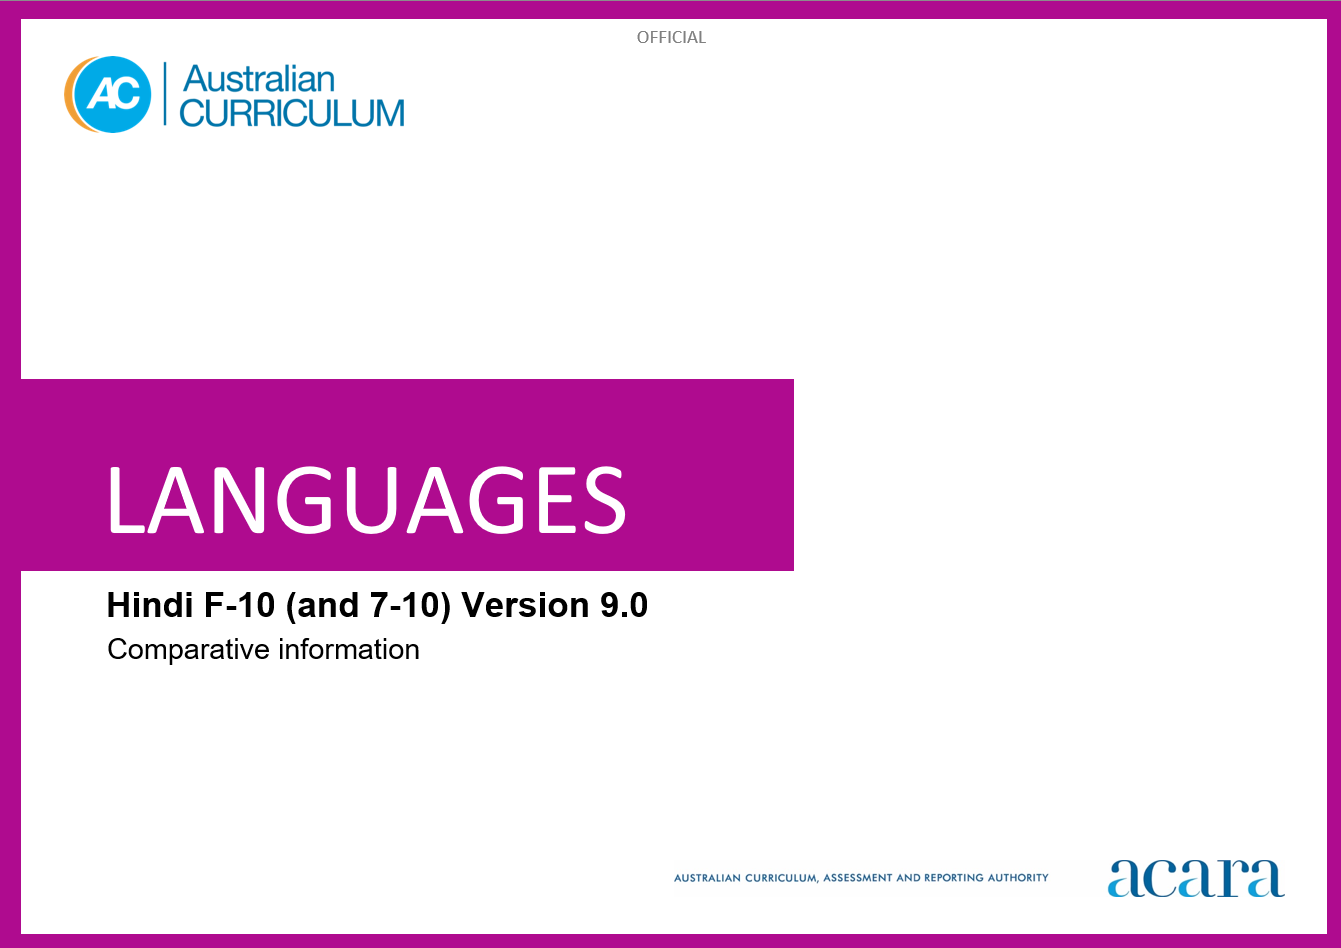 OFFICIAL
AC
Australian
CURRICULUM
LANGUAGES
Hindi F-10 (and 7-10) Version 9.0
Comparative information
AUSTRALIAN CURRICULUM, ASSESSMENT AND REPORTING AUTHORITY
acara